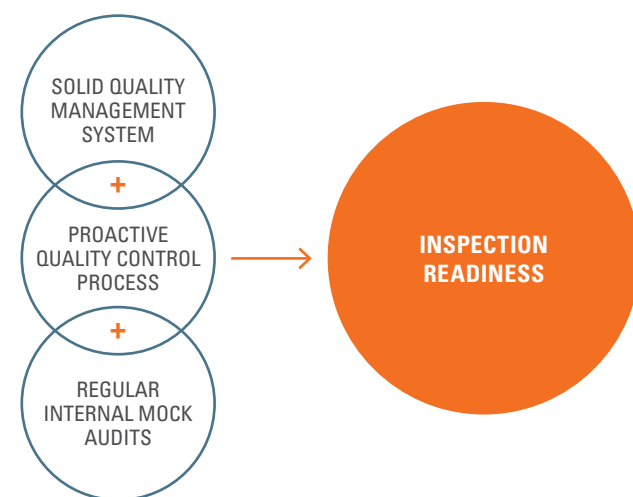 SOLID QUALITY
MANAGEMENT
SYSTEM
+
PROACTIVE
QUALITY CONTROL
PROCESS
+
REGULAR
INTERNAL MOCK
AUDITS
INSPECTION
READINESS